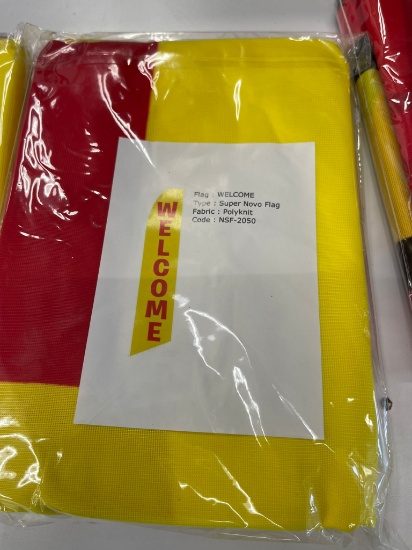 Flag : WELCOME
Type : Super Novo Flag
Fabric : Polyknit
Code : NSF-2050
WELCOME